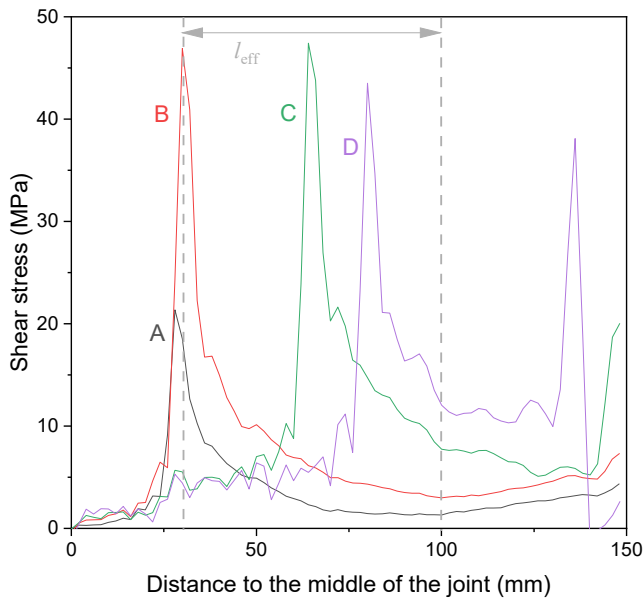 50
40
30
20
10
0
Shear stress (MPa)
l_eff
B
C
D
A
0
50
100
150
Distance to the middle of the joint (mm)